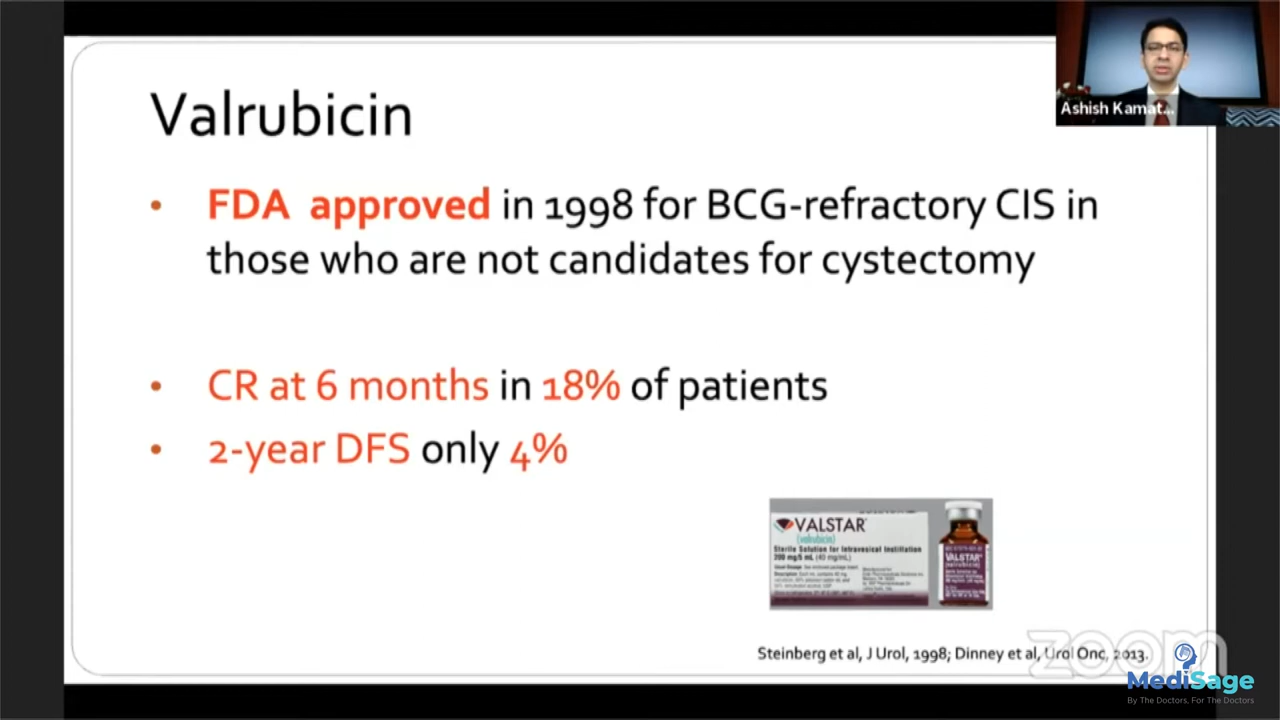 Valrubicin
Ashish Kamat...
• FDA approved in 1998 for BCG-refractory CIS in
those who are not candidates for cystectomy
• CR at 6 months in 18% of patients
• 2-year DFS only 4%
VALSTAR
(valrubicin)
Sterile Solution for Intravesical Instillation
200 mg/5 mL (40 mg/mL)
VALSTAR
Steinberg et al, J Urol, 1998; Dinney et al, Urol Onc, 2013.
zoom
MediSage
By The Doctors, For The Doctors